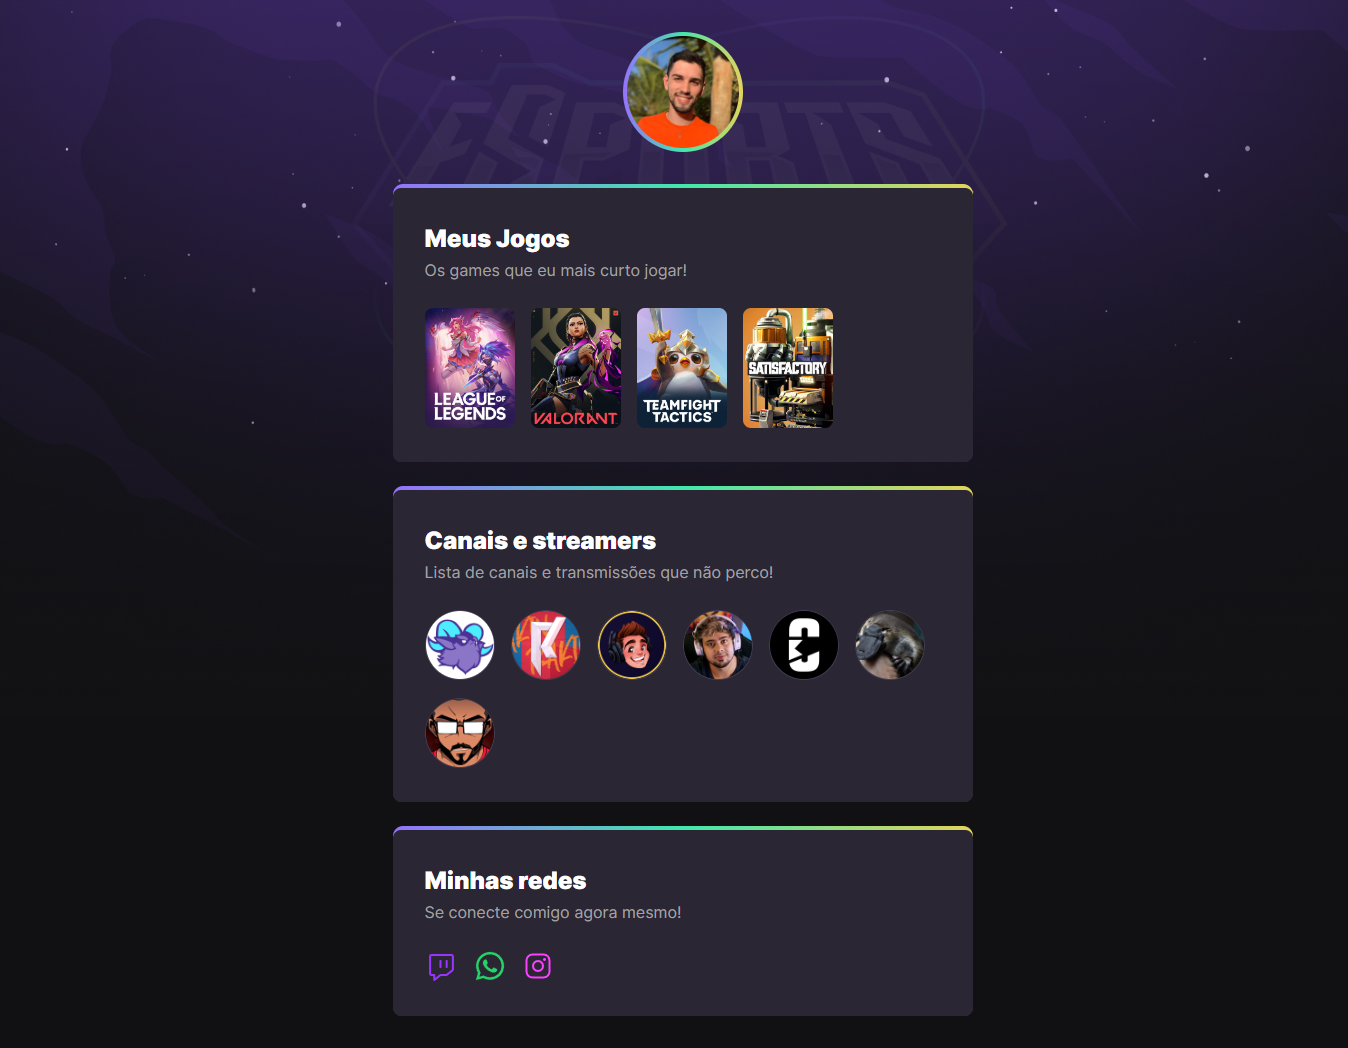 ESPORTS
Meus Jogos
Os games que eu mais curto jogar!
LEAGUE OF
LEGENDS
VALORANT
TEAMFIGHT
TACTICS
SATISFACTORY
Canais e streamers
Lista de canais e transmissões que não perco!
Minhas redes
Se conecte comigo agora mesmo!